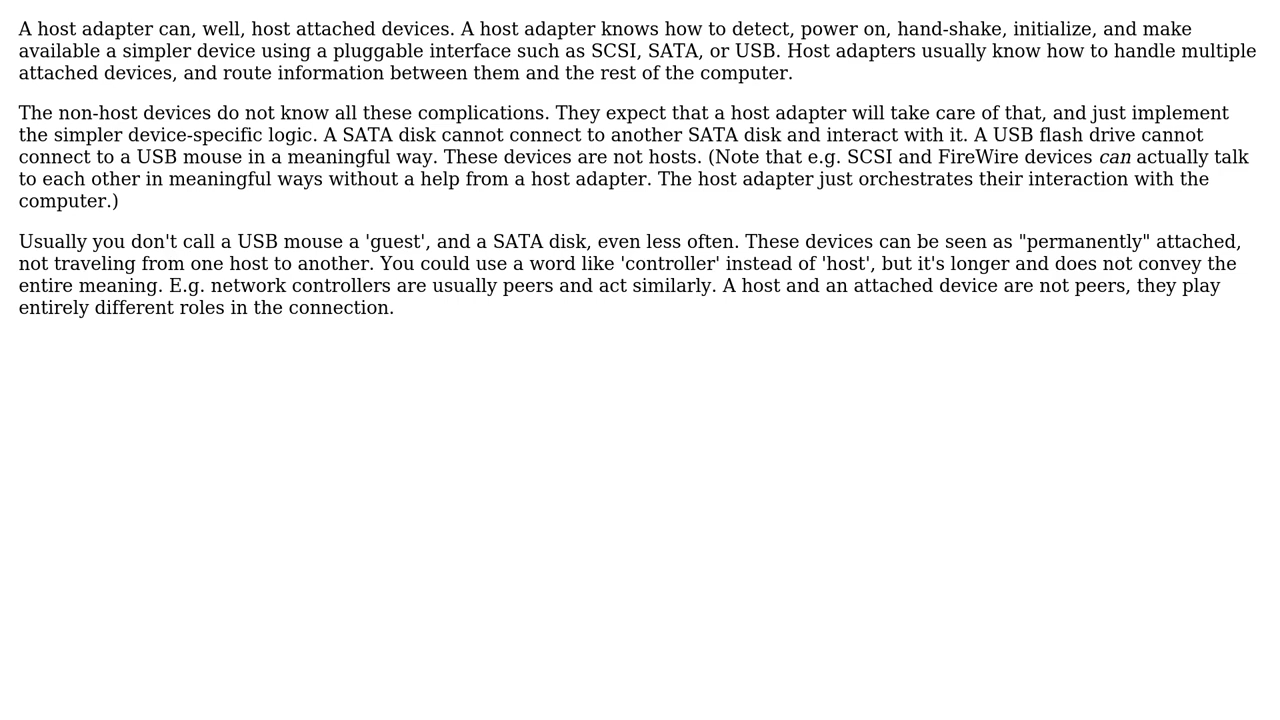 A host adapter can, well, host attached devices. A host adapter knows how to detect, power on, hand-shake, initialize, and make
available a simpler device using a pluggable interface such as SCSI, SATA, or USB. Host adapters usually know how to handle multiple
attached devices, and route information between them and the rest of the computer.
The non-host devices do not know all these complications. They expect that a host adapter will take care of that, and just implement
the simpler device-specific logic. A SATA disk cannot connect to another SATA disk and interact with it. A USB flash drive cannot
connect to a USB mouse in a meaningful way. These devices are not hosts. (Note that e.g. SCSI and FireWire devices can actually talk
to each other in meaningful ways without a help from a host adapter. The host adapter just orchestrates their interaction with the
computer.)
Usually you don't call a USB mouse a 'guest', and a SATA disk, even less often. These devices can be seen as "permanently" attached,
not traveling from one host to another. You could use a word like 'controller' instead of 'host', but it's longer and does not convey the
entire meaning. E.g. network controllers are usually peers and act similarly. A host and an attached device are not peers, they play
entirely different roles in the connection.